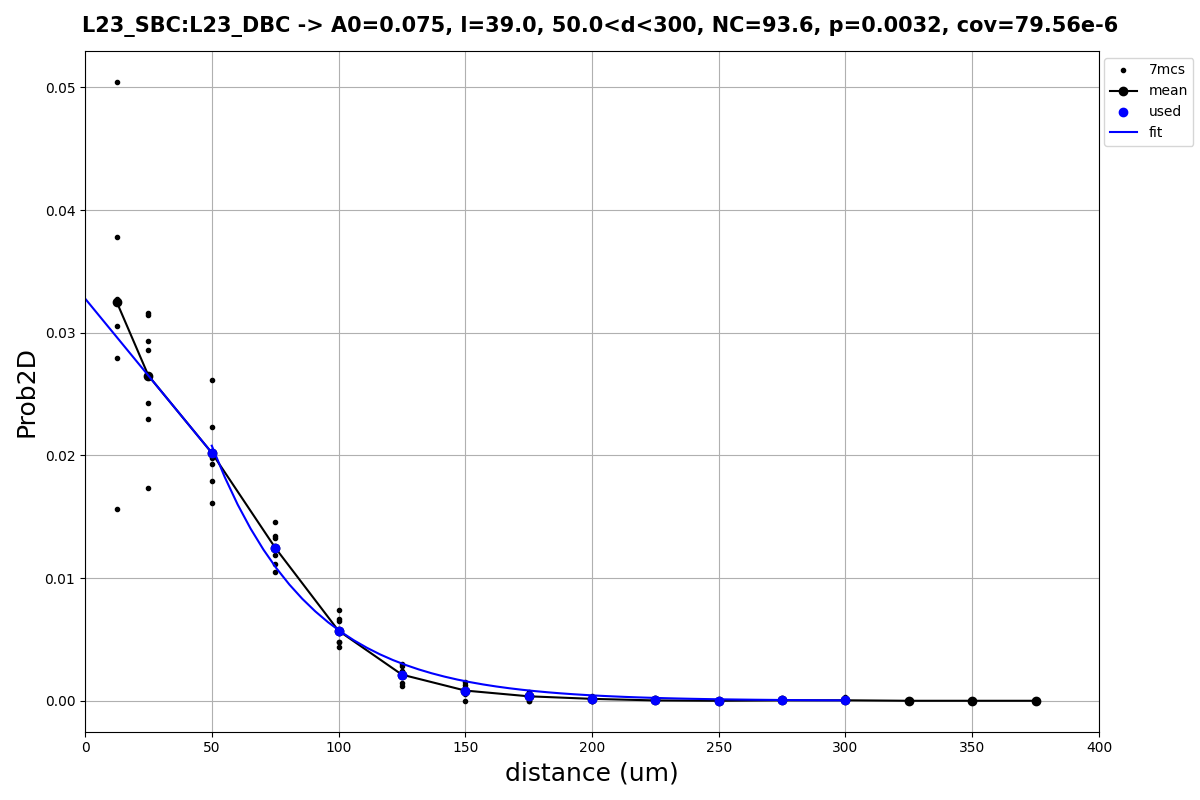 L23_SBC:L23_DBC -> A0=0.075, l=39.0, 50.0<d<300, NC=93.6, p=0.0032, cov=79.56e-6
7mcs
mean
used
fit
Prob2D
0.05
0.04
0.03
0.02
0.01
0.00
0
50
100
150
200
250
300
350
400
distance (um)